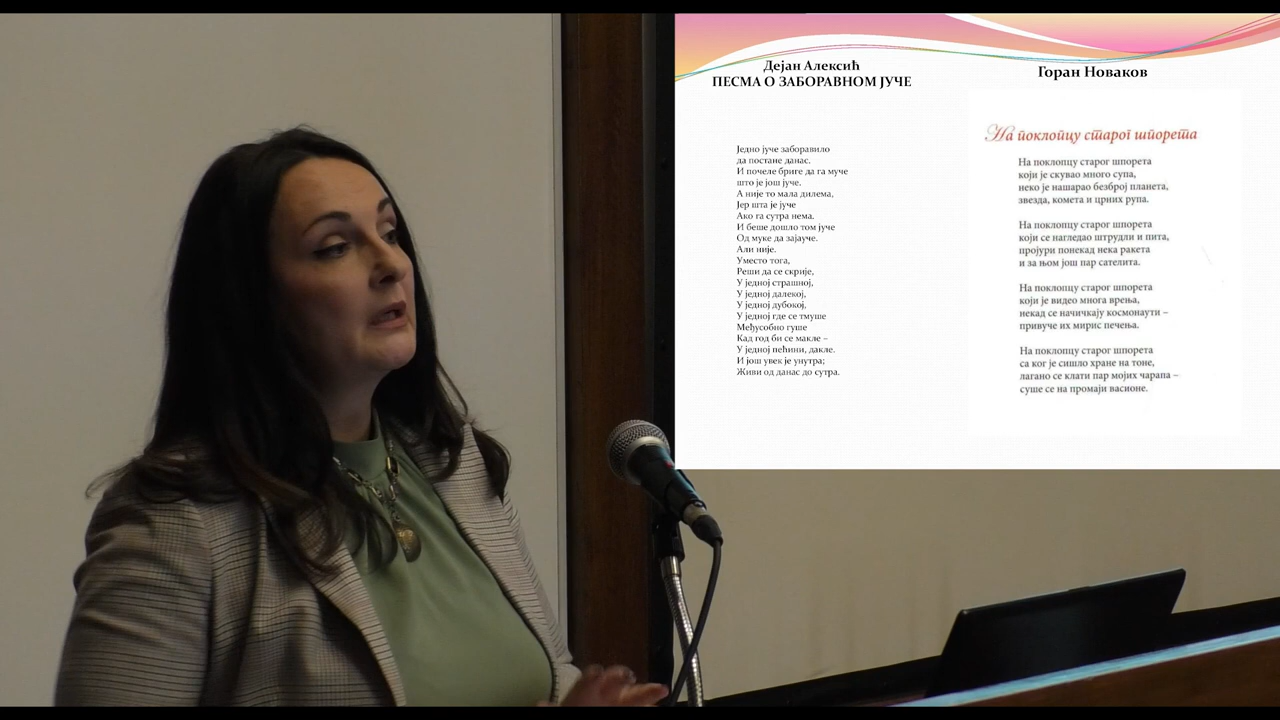 Дејан Алексић
ПЕСМА О ЗАБОРАВНОМ ЈУЧЕ
Једно јуче заборавило
да постане данас.
И почеле бриге да га муче
што је још јуче.
А није то мала дилема,
Јер шта је јуче
Ако га сутра нема.
И беше дошло том јуче
Од муке да зајауче.
Али није.
Уместо тога,
Реши да се скрије,
У једној страшној,
У једној далекој,
У једној дубокој,
У једној где се тмуше
Међусобно гуше
Кад год би се макле –
У једној пећини, дакле.
И још увек је унутра;
Живи од данас до сутра.
Горан Новаков
На поклопцу старог шпорета
На поклопцу старог шпорета
који је скувао много супа,
неко је нашарао безброј планета,
звезда, комета и црних рупа.
На поклопцу старог шпорета
који се нагледао штрудли и пита,
пројури понекад нека ракета
и за њом још пар сателита.
На поклопцу старог шпорета
који је видео многа врења,
некад се начичкају космонаути –
привуче их мирис печења.
На поклопцу старог шпорета
са ког је сишло хране на тоне,
лагано се клати пар мојих чарапа –
суше се на промаји васионе.